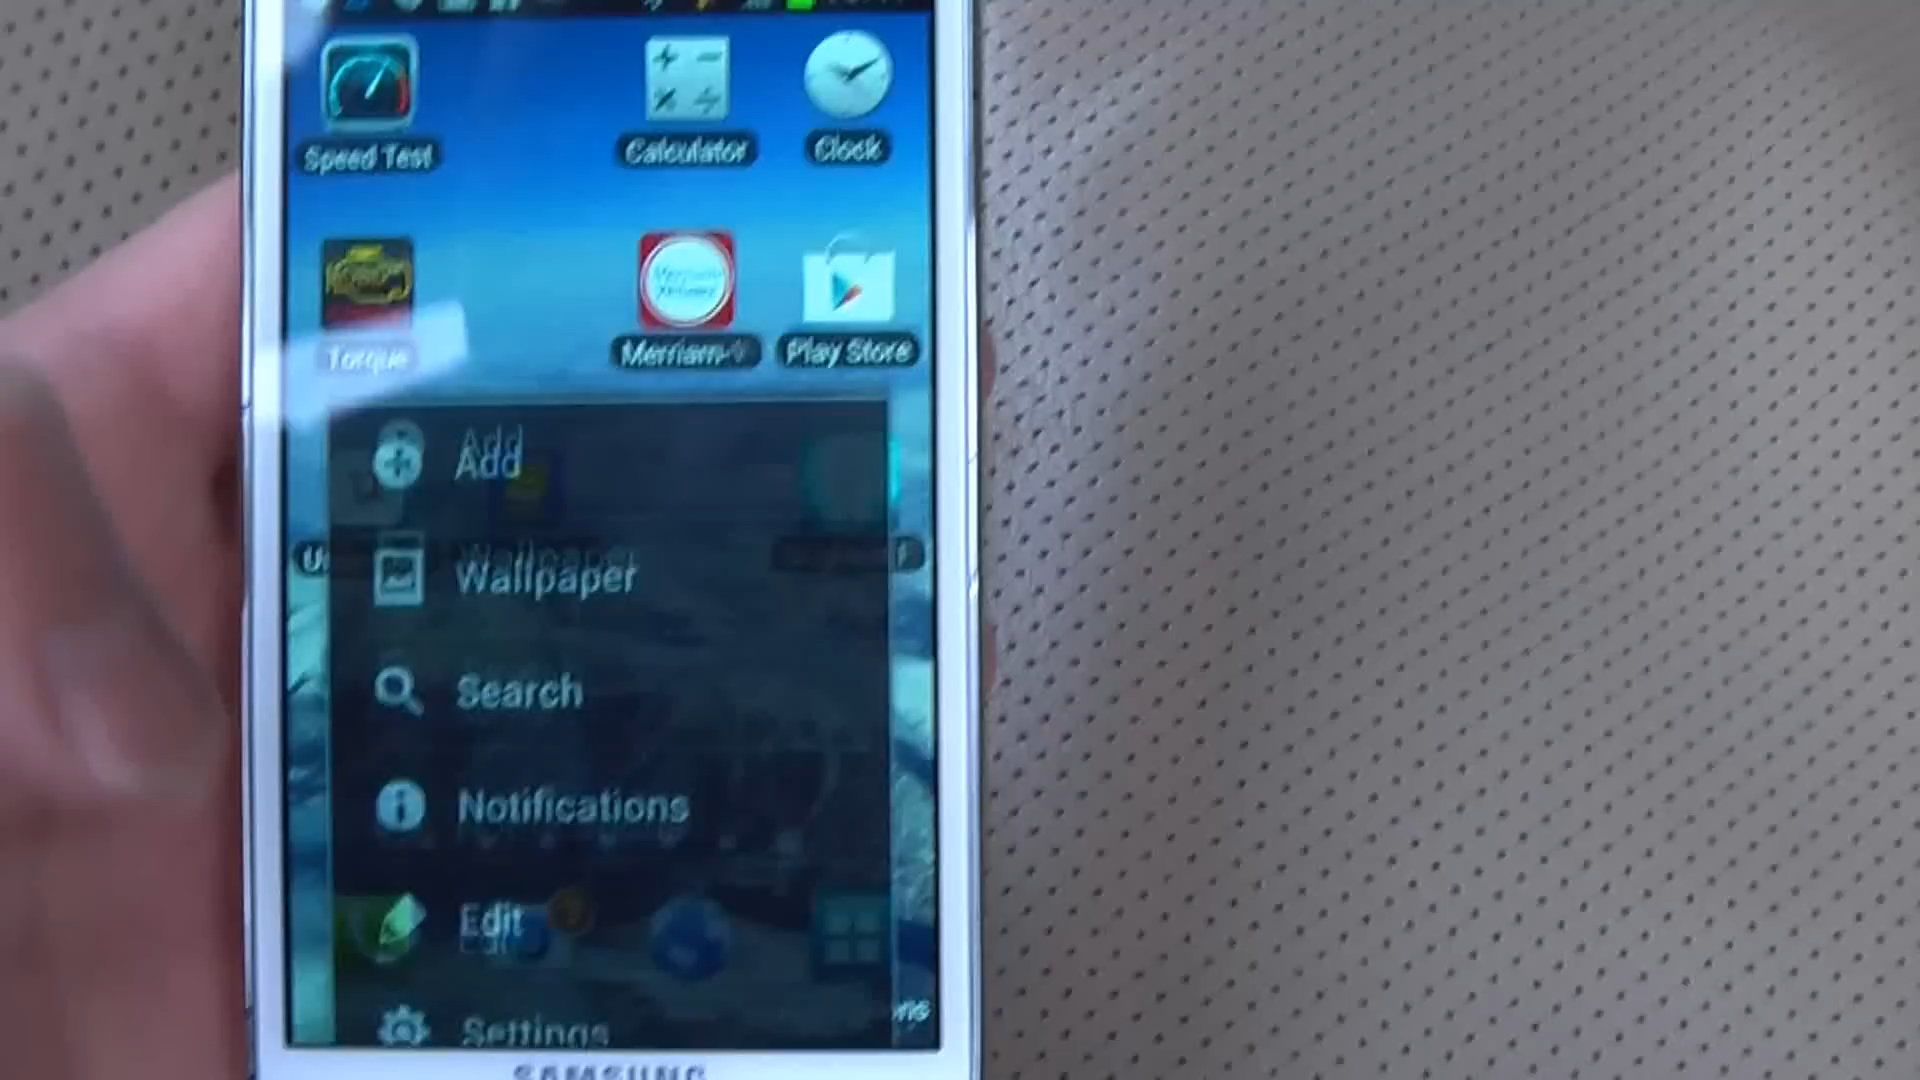 Speed Test
Calculator
Clock
Torque
Merriam-
Play Store
Add
Wallpaper
Search
Notifications
Edit
Settings
SAMSUNG